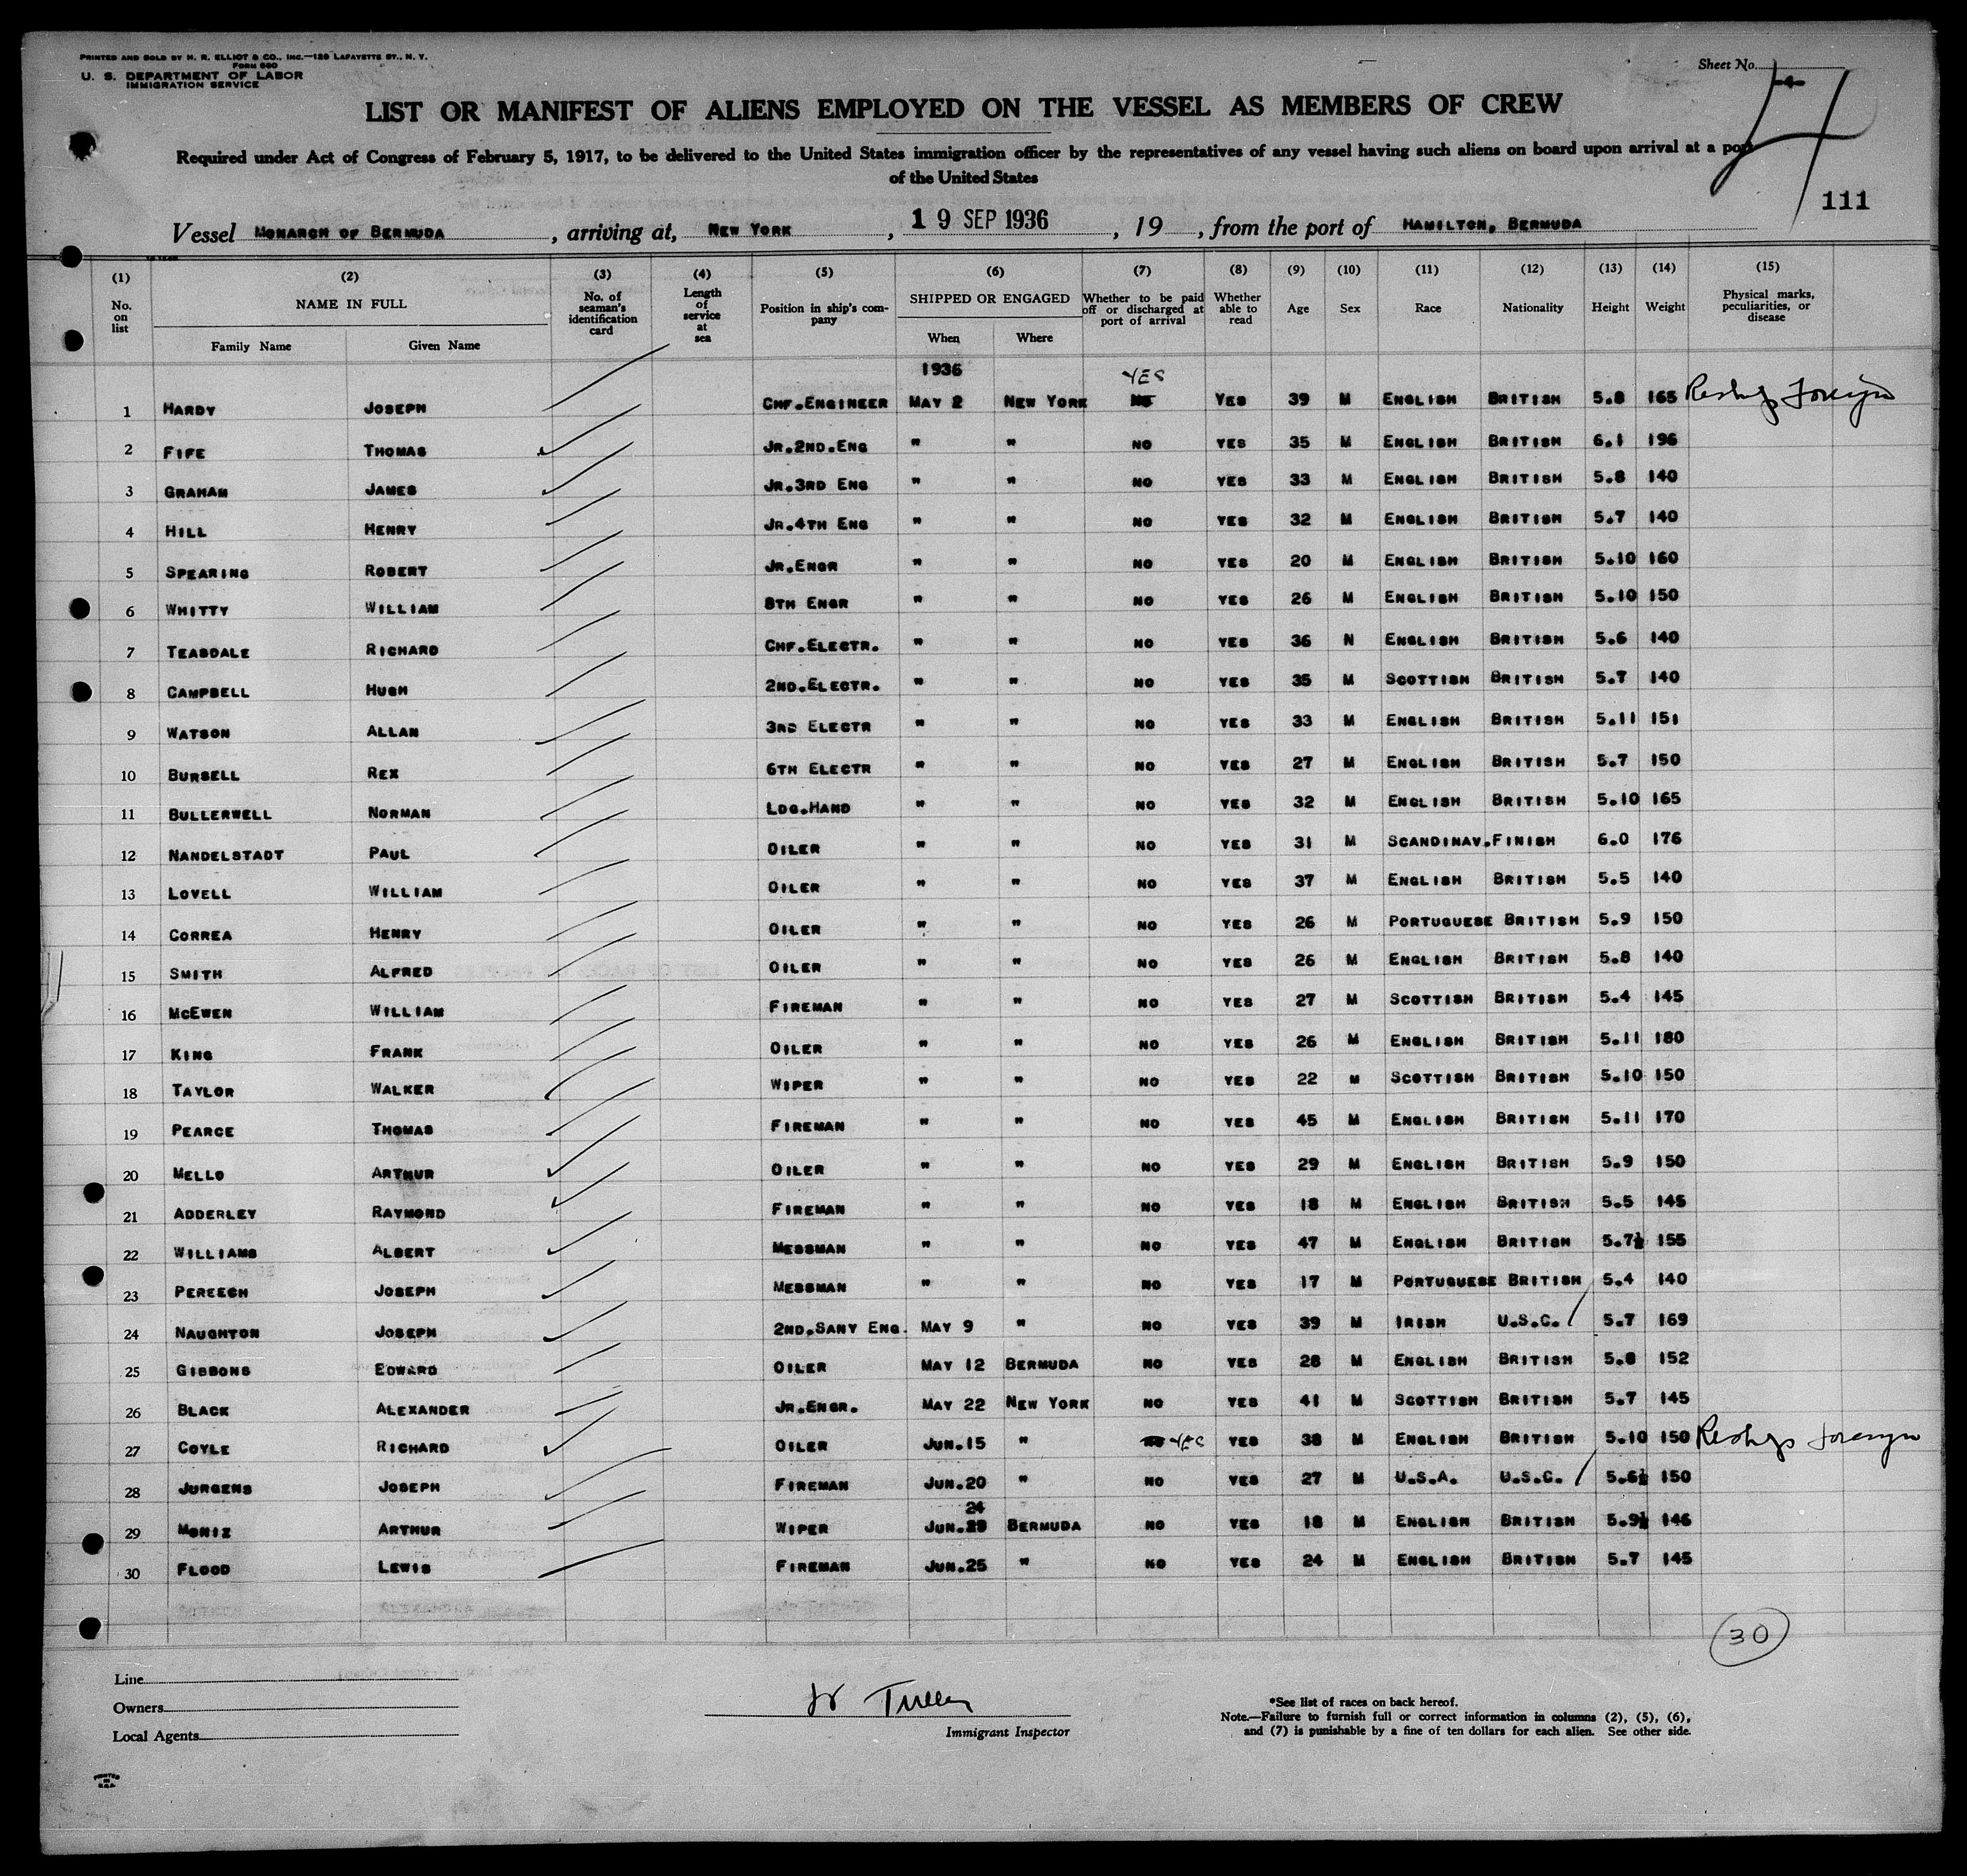 PRINTED AND SOLD BY H. R. ELLIOT & CO., INC.—129 LAFAYETTE ST., N. Y.
FORM 680
U. S. DEPARTMENT OF LABOR
IMMIGRATION SERVICE
Sheet No. 4
4
LIST OR MANIFEST OF ALIENS EMPLOYED ON THE VESSEL AS MEMBERS OF CREW
Required under Act of Congress of February 5, 1917, to be delivered to the United States immigration officer by the representatives of any vessel having such aliens on board upon arrival at a port
of the United States
111
Vessel MONARCH OF BERMUDA, arriving at, NEW YORK, 19 SEP 1936, 19, from the port of HAMILTON, BERMUDA
(1) (2) (3) (4) (5) (6) (7) (8) (9) (10) (11) (12) (13) (14) (15)
No. on list NAME IN FULL No. of seaman's identification card Length of service at sea Position in ship's company SHIPPED OR ENGAGED Whether to be paid off or discharged at port of arrival Whether able to read Age Sex Race Nationality Height Weight Physical marks, peculiarities, or disease
Family Name Given Name When Where
1936 YES
1 HARDY JOSEPH CHF.ENGINEER MAY 2 NEW YORK NO YES 39 M ENGLISH BRITISH 5.8 165 Reships Foreign
2 FIFE THOMAS JR.2ND.ENG " " NO YES 35 M ENGLISH BRITISH 6.1 196
3 GRAHAM JAMES JR.3RD ENG " " NO YES 33 M ENGLISH BRITISH 5.8 140
4 HILL HENRY JR.4TH ENG " " NO YES 32 M ENGLISH BRITISH 5.7 140
5 SPEARING ROBERT JR.ENGR " " NO YES 20 M ENGLISH BRITISH 5.10 160
6 WHITTY WILLIAM 8TH ENGR " " NO YES 26 M ENGLISH BRITISH 5.10 150
7 TEASDALE RICHARD CHF.ELECTR. " " NO YES 36 N ENGLISH BRITISH 5.6 140
8 CAMPBELL HUGH 2ND.ELECTR. " " NO YES 35 M SCOTTISH BRITISH 5.7 140
9 WATSON ALLAN 3RD ELECTR " " NO YES 33 M ENGLISH BRITISH 5.11 151
10 BURSELL REX 6TH ELECTR " " NO YES 27 M ENGLISH BRITISH 5.7 150
11 BULLERWELL NORMAN LDG.HAND " " NO YES 32 M ENGLISH BRITISH 5.10 165
12 NANDELSTADT PAUL OILER " " NO YES 31 M SCANDINAV. FINISH 6.0 176
13 LOVELL WILLIAM OILER " " NO YES 37 M ENGLISH BRITISH 5.5 140
14 CORREA HENRY OILER " " NO YES 26 M PORTUGUESE BRITISH 5.9 150
15 SMITH ALFRED OILER " " NO YES 26 M ENGLISH BRITISH 5.8 140
16 MCEWEN WILLIAM FIREMAN " " NO YES 27 M SCOTTISH BRITISH 5.4 145
17 KING FRANK OILER " " NO YES 26 M ENGLISH BRITISH 5.11 180
18 TAYLOR WALKER WIPER " " NO YES 22 M SCOTTISH BRITISH 5.10 150
19 PEARCE THOMAS FIREMAN " " NO YES 45 M ENGLISH BRITISH 5.11 170
20 MELLO ARTHUR OILER " " NO YES 29 M ENGLISH BRITISH 5.9 150
21 ADDERLEY RAYMOND FIREMAN " " NO YES 18 M ENGLISH BRITISH 5.5 145
22 WILLIAMS ALBERT MESSMAN " " NO YES 47 M ENGLISH BRITISH 5.7½ 155
23 PEREECH JOSEPH MESSMAN " " NO YES 17 M PORTUGUESE BRITISH 5.4 140
24 NAUGHTON JOSEPH 2ND.SANY ENG. MAY 9 " NO YES 39 M IRISH U.S.C. 5.7 169
25 GIBBONS EDWARD OILER MAY 12 BERMUDA NO YES 28 M ENGLISH BRITISH 5.8 152
26 BLACK ALEXANDER JR.ENGR. MAY 22 NEW YORK NO YES 41 M SCOTTISH BRITISH 5.7 145
27 COYLE RICHARD OILER JUN.15 " NO YES YES 38 M ENGLISH BRITISH 5.10 150 Reships Foreign
28 JURGENS JOSEPH FIREMAN JUN.20 " NO YES 27 M U.S.A. U.S.C. 5.6½ 150
24
29 MONIZ ARTHUR WIPER JUN. BERMUDA NO YES 18 M ENGLISH BRITISH 5.9½ 146
30 FLOOD LEWIS FIREMAN JUN.25 " NO YES 24 M ENGLISH BRITISH 5.7 145
30
Line
Owners
Local Agents
Immigrant Inspector
*See list of races on back hereof.
Note.—Failure to furnish full or correct information in columns (2), (5), (6),
and (7) is punishable by a fine of ten dollars for each alien. See other side.
PRINTED
IN
U.S.A.